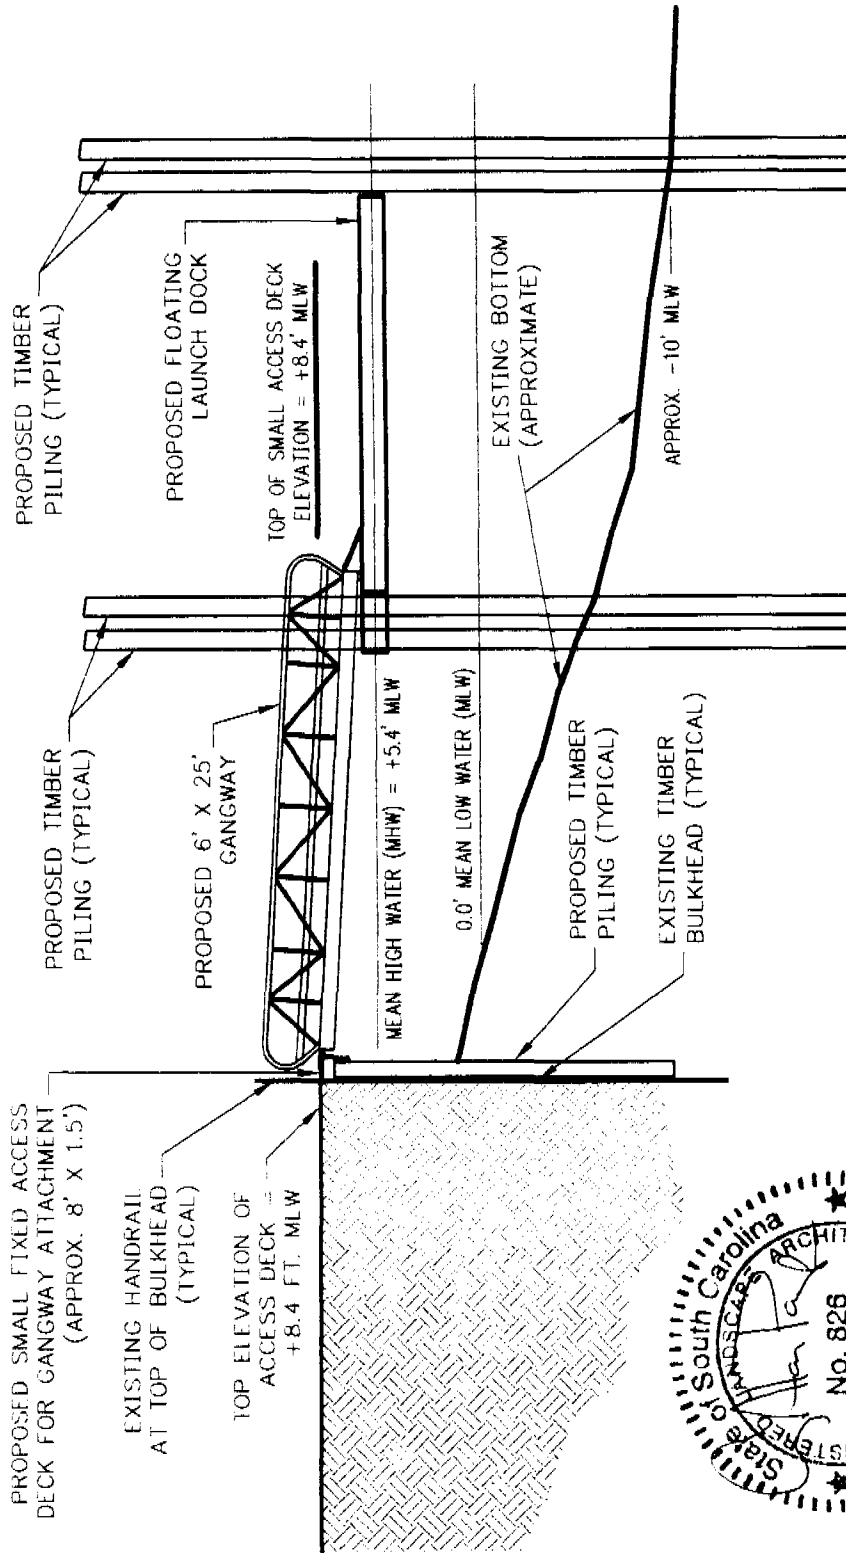 PROPOSED SMALL FIXED ACCESS
DECK FOR GANGWAY ATTACHMENT
(APPROX. 8' X 1.5')
EXISTING HANDRAIL
AT TOP OF BULKHEAD
(TYPICAL)
TOP ELEVATION OF
ACCESS DECK =
+8.4 FT. MLW
PROPOSED TIMBER
PILING (TYPICAL)
PROPOSED 6' X 25'
GANGWAY
PROPOSED TIMBER
PILING (TYPICAL)
PROPOSED FLOATING
LAUNCH DOCK
TOP OF SMALL ACCESS DECK
ELEVATION = +8.4' MLW
MEAN HIGH WATER (MHW) = +5.4' MLW
0.0' MEAN LOW WATER (MLW)
EXISTING BOTTOM
(APPROXIMATE)
APPROX. -10' MLW
PROPOSED TIMBER
PILING (TYPICAL)
EXISTING TIMBER
BULKHEAD (TYPICAL)
State of South Carolina
LANDSCAPE
No. 826